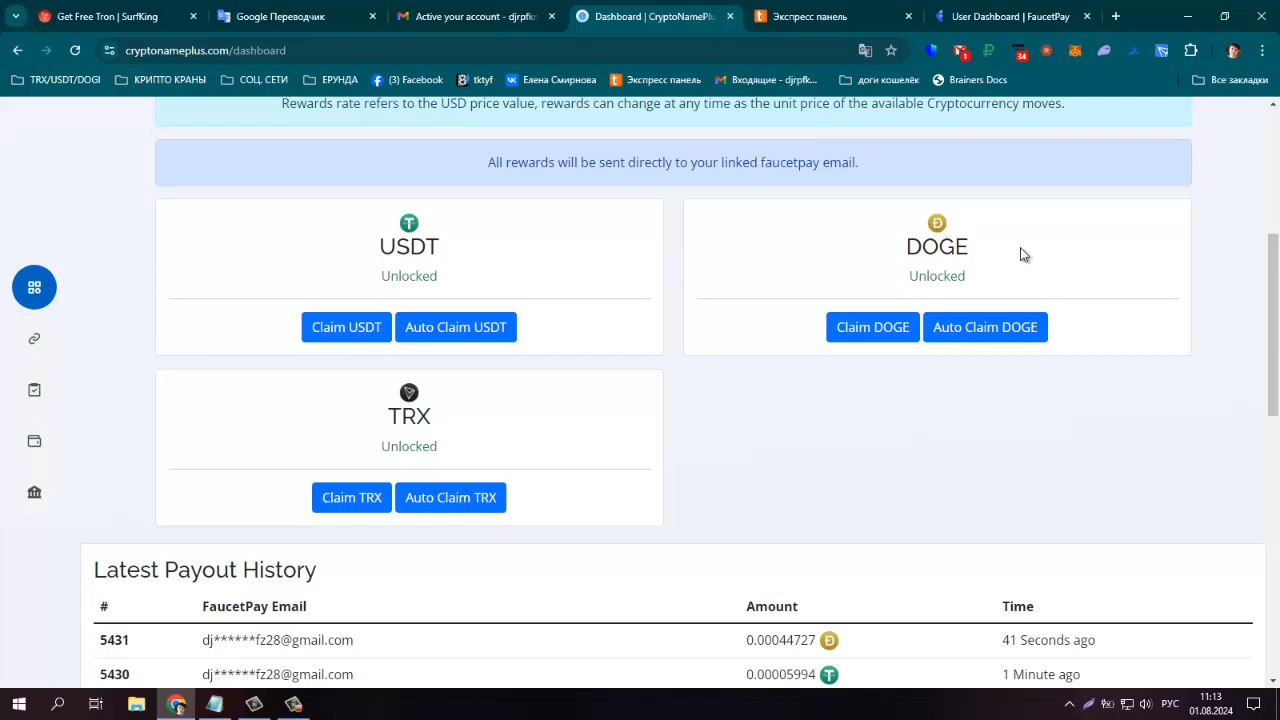 Get Free Tron | SurfKing
Google Переводчик
Active your account - djrpfk
Dashboard | CryptoNamePlu
Экспресс панель
User Dashboard | FaucetPay
cryptonameplus.com/dashboard
1
34
TRX/USDT/DOGI
КРИПТО КРАНЫ
СОЦ. СЕТИ
ЕРУНДА
(3) Facebook
tktyf
Елена Смирнова
Экспресс панель
Входящие - djrpfk...
доги кошелёк
Brainers Docs
Все закладки
Rewards rate refers to the USD price value, rewards can change at any time as the unit price of the available Cryptocurrency moves.
All rewards will be sent directly to your linked faucetpay email.
USDT
Unlocked
Claim USDT
Auto Claim USDT
DOGE
Unlocked
Claim DOGE
Auto Claim DOGE
TRX
Unlocked
Claim TRX
Auto Claim TRX
Latest Payout History
# FaucetPay Email Amount Time
5431 dj******fz28@gmail.com 0.00044727 41 Seconds ago
5430 dj******fz28@gmail.com 0.00005994 1 Minute ago
РУС
11:13
01.08.2024